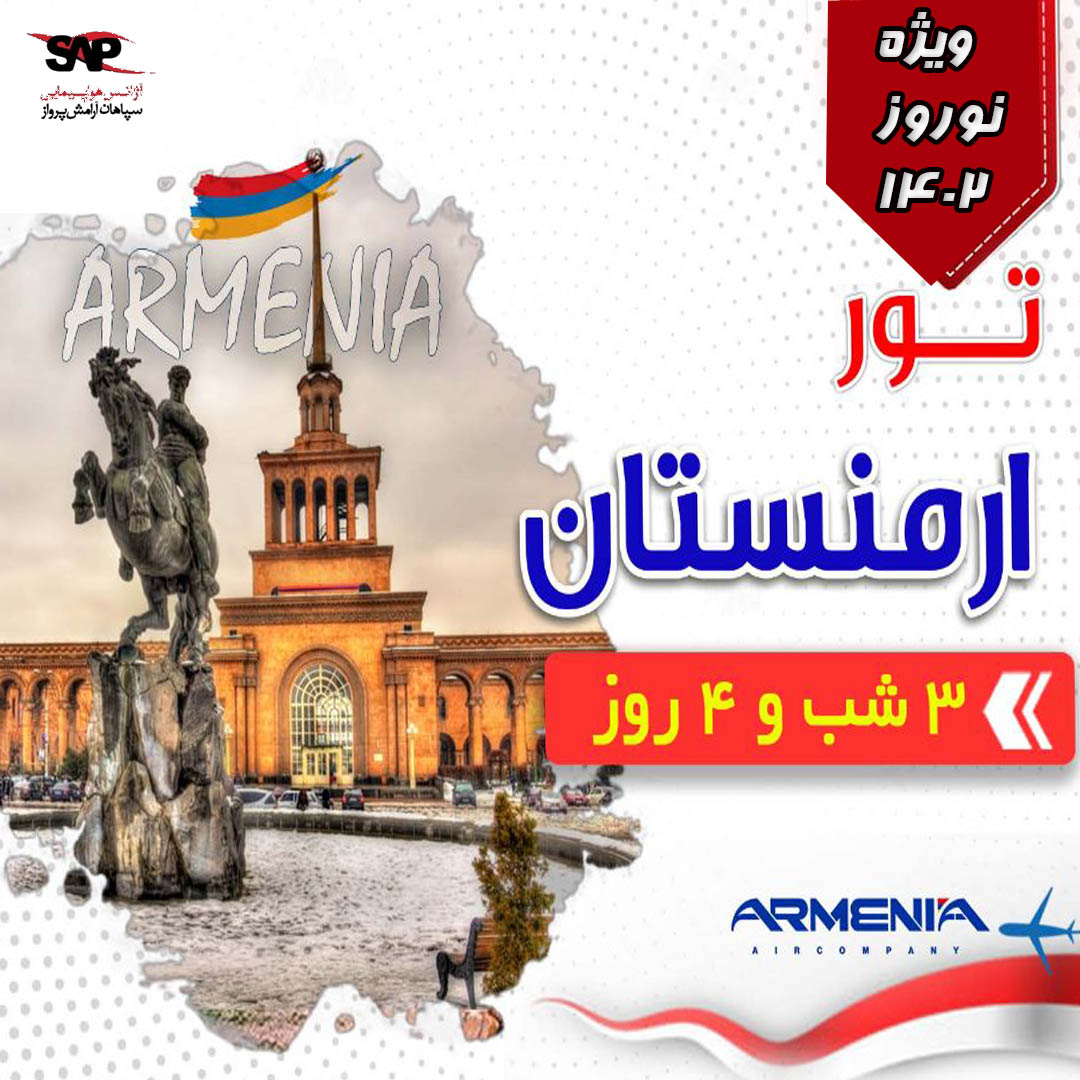 SAP
آژانس هواپیمایی
سپاهان آرامش پرواز
ویژه
نوروز
۱۴۰۲
ARMENIA
تور
ارمنستان
۳ شب و ۴ روز
ARMENIA
AIRCOMPANY